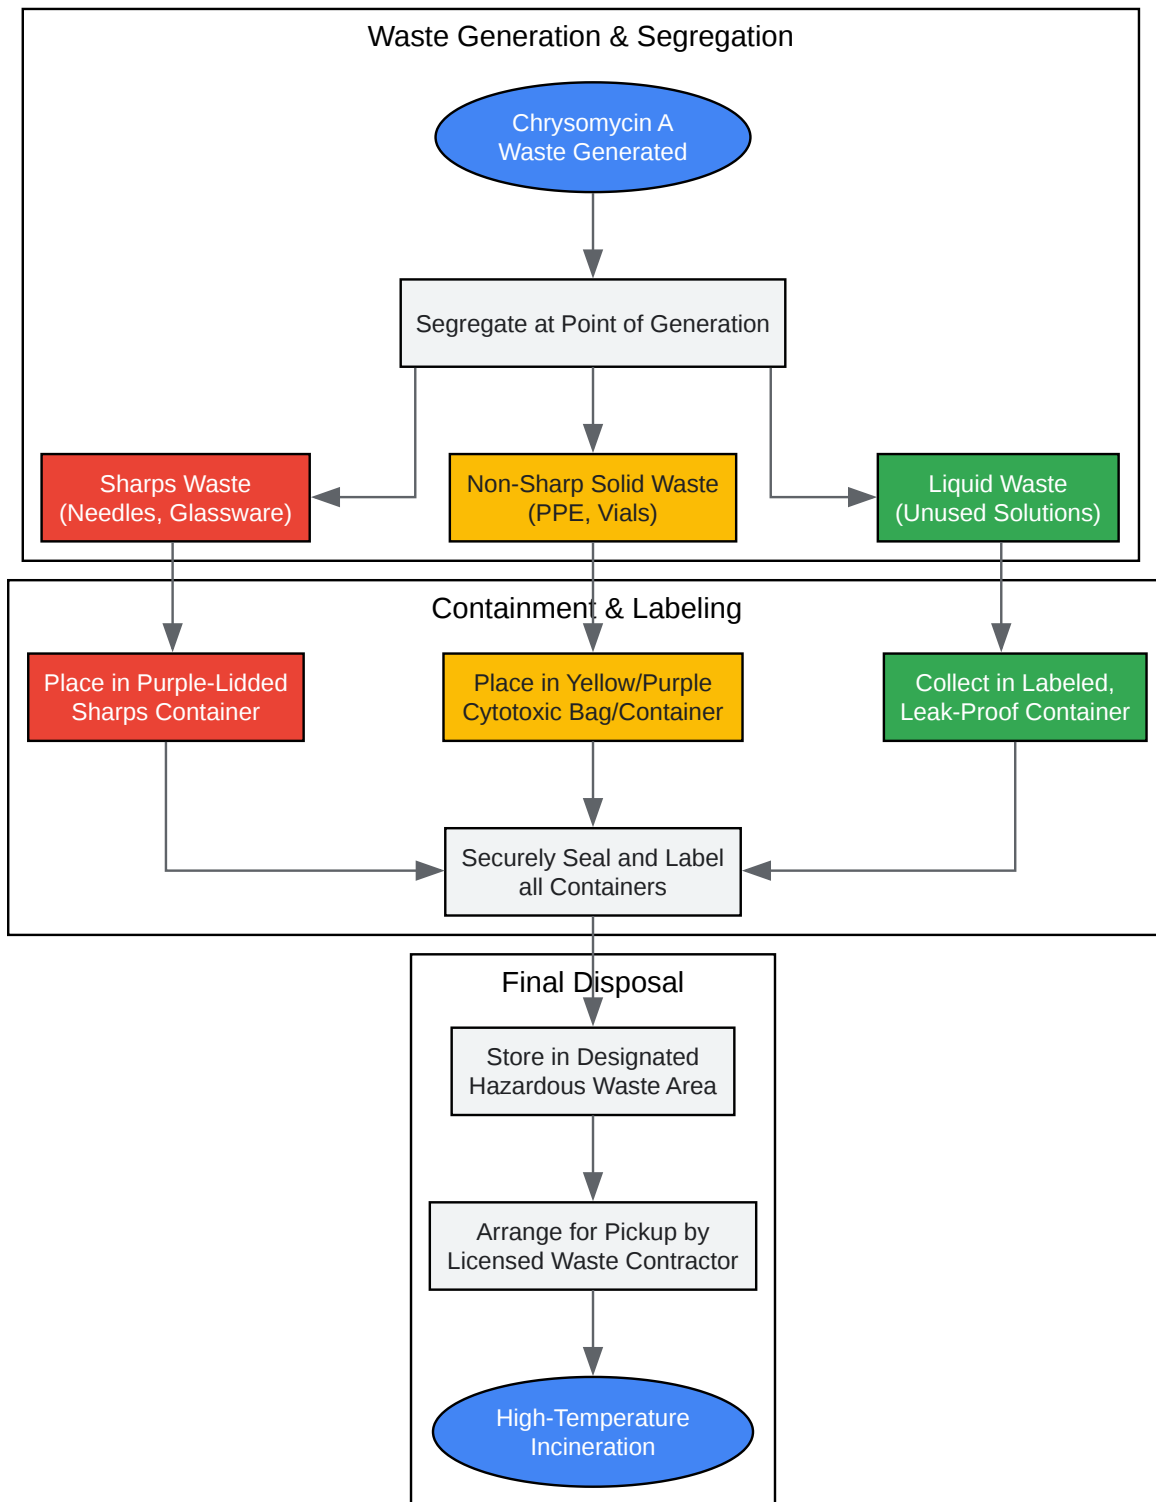 Waste Generation & Segregation
Chrysomycin A
Waste Generated
Segregate at Point of Generation
Sharps Waste
(Needles, Glassware)
Non-Sharp Solid Waste
(PPE, Vials)
Liquid Waste
(Unused Solutions)
Containment & Labeling
Place in Purple-Lidded
Sharps Container
Place in Yellow/Purple
Cytotoxic Bag/Container
Collect in Labeled,
Leak-Proof Container
Securely Seal and Label
all Containers
Final Disposal
Store in Designated
Hazardous Waste Area
Arrange for Pickup by
Licensed Waste Contractor
High-Temperature
Incineration